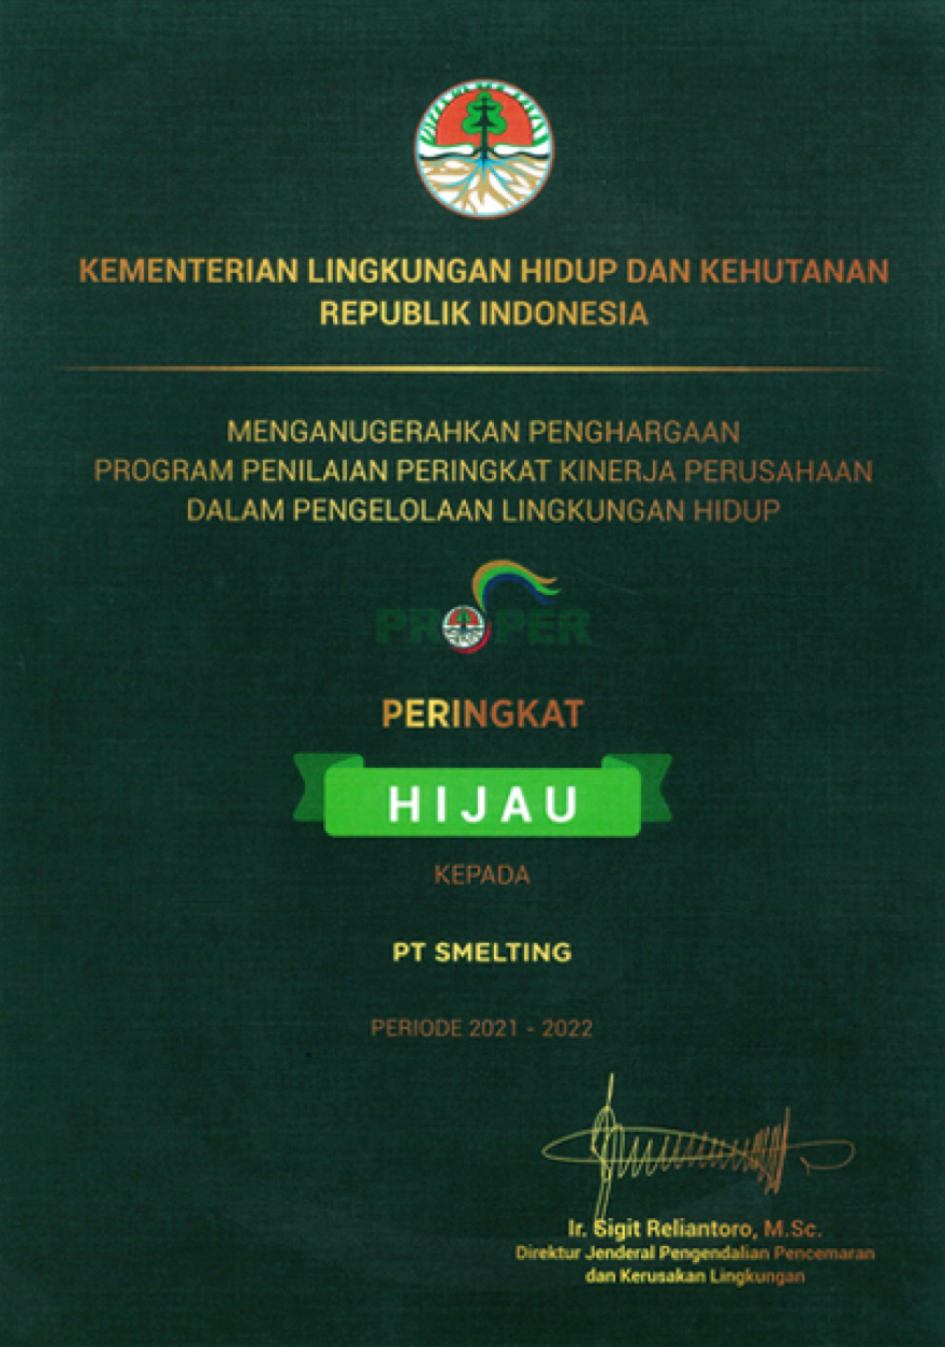 KEMENTERIAN LINGKUNGAN HIDUP DAN KEHUTANAN
REPUBLIK INDONESIA
MENGANUGERAHKAN PENGHARGAAN
PROGRAM PENILAIAN PERINGKAT KINERJA PERUSAHAAN
DALAM PENGELOLAAN LINGKUNGAN HIDUP
PROPER
PERINGKAT
HIJAU
KEPADA
PT SMELTING
PERIODE 2021 - 2022
Ir. Sigit Reliantoro, M.Sc.
Direktur Jenderal Pengendalian Pencemaran
dan Kerusakan Lingkungan